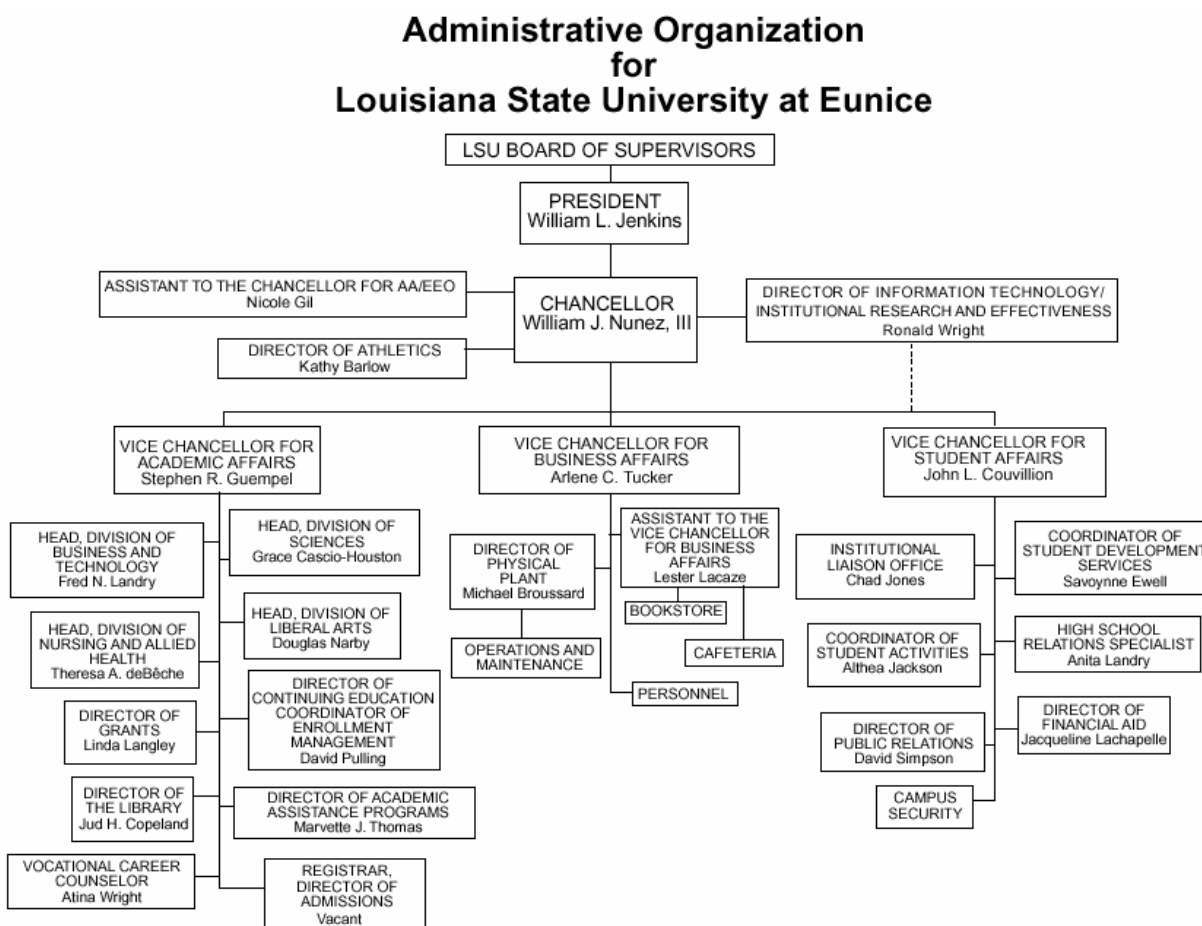 Administrative Organization
for
Louisiana State University at Eunice
LSU BOARD OF SUPERVISORS
PRESIDENT
William L. Jenkins
ASSISTANT TO THE CHANCELLOR FOR AA/EEO
Nicole Gil
CHANCELLOR
William J. Nunez, III
DIRECTOR OF INFORMATION TECHNOLOGY/
INSTITUTIONAL RESEARCH AND EFFECTIVENESS
Ronald Wright
DIRECTOR OF ATHLETICS
Kathy Barlow
VICE CHANCELLOR FOR
ACADEMIC AFFAIRS
Stephen R. Guempel
VICE CHANCELLOR FOR
BUSINESS AFFAIRS
Arlene C. Tucker
VICE CHANCELLOR FOR
STUDENT AFFAIRS
John L. Couvillion
HEAD, DIVISION OF
BUSINESS AND
TECHNOLOGY
Fred N. Landry
HEAD, DIVISION OF
SCIENCES
Grace Cascio-Houston
HEAD, DIVISION OF
NURSING AND ALLIED
HEALTH
Theresa A. deBêche
HEAD, DIVISION OF
LIBERAL ARTS
Douglas Narby
DIRECTOR OF
GRANTS
Linda Langley
DIRECTOR OF
CONTINUING EDUCATION
COORDINATOR OF
ENROLLMENT
MANAGEMENT
David Pulling
DIRECTOR OF
THE LIBRARY
Jud H. Copeland
DIRECTOR OF ACADEMIC
ASSISTANCE PROGRAMS
Marvette J. Thomas
VOCATIONAL CAREER
COUNSELOR
Atina Wright
REGISTRAR,
DIRECTOR OF
ADMISSIONS
Vacant
DIRECTOR OF
PHYSICAL
PLANT
Michael Broussard
OPERATIONS AND
MAINTENANCE
ASSISTANT TO THE
VICE CHANCELLOR
FOR BUSINESS
AFFAIRS
Lester Lacaze
BOOKSTORE
CAFETERIA
PERSONNEL
INSTITUTIONAL
LIAISON OFFICE
Chad Jones
COORDINATOR OF
STUDENT DEVELOPMENT
SERVICES
Savoynne Ewell
COORDINATOR OF
STUDENT ACTIVITIES
Althea Jackson
HIGH SCHOOL
RELATIONS SPECIALIST
Anita Landry
DIRECTOR OF
PUBLIC RELATIONS
David Simpson
DIRECTOR OF
FINANCIAL AID
Jacqueline Lachapelle
CAMPUS
SECURITY